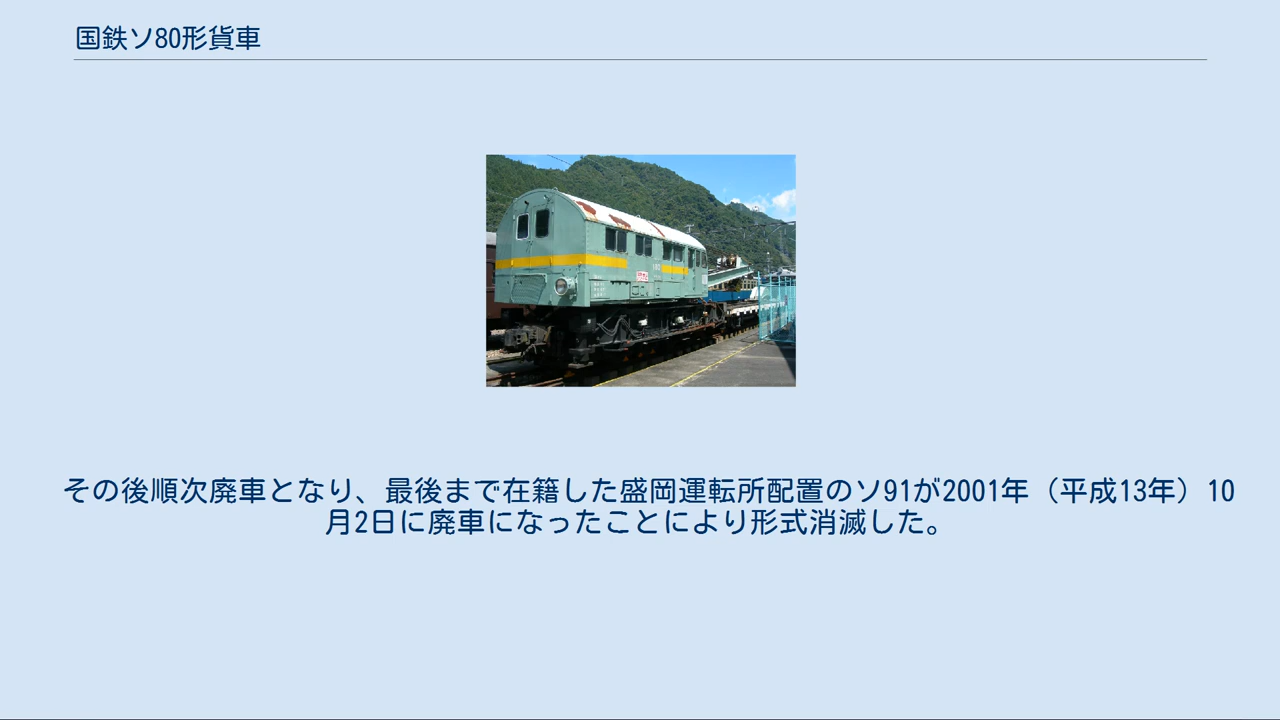 国鉄ソ80形貨車
その後順次廃車となり、最後まで在籍した盛岡運転所配置のソ91が2001年（平成13年）10
月2日に廃車になったことにより形式消滅した。